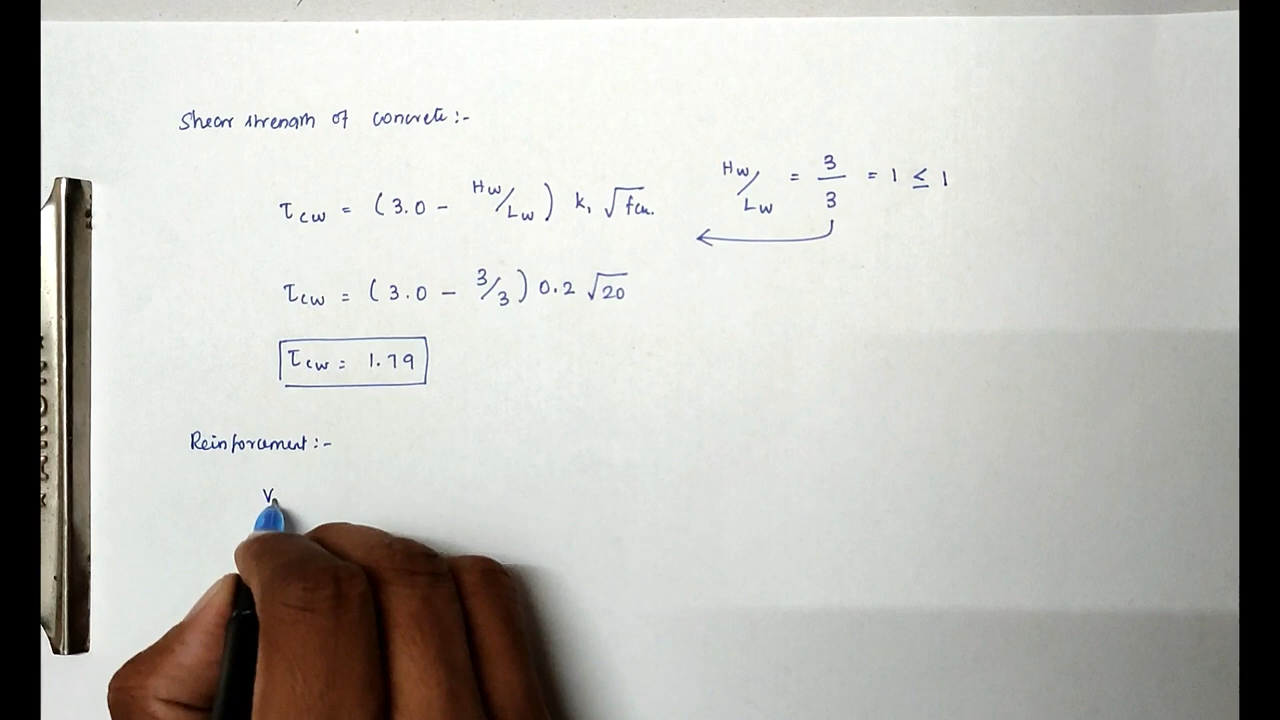 Shear strength of concrete :-
τcw = (3.0 - Hw/Lw) k₁ √fcu.
Hw/Lw = 3/3 = 1 ≤ 1
τcw = (3.0 - 3/3) 0.2 √20
τcw = 1.79
Reinforcement :-
V